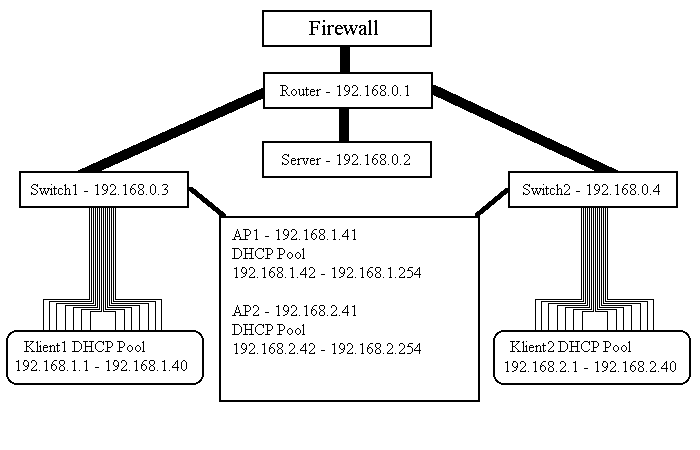 Firewall
Router - 192.168.0.1
Server - 192.168.0.2
Switch1 - 192.168.0.3
Switch2 - 192.168.0.4
AP1 - 192.168.1.41
DHCP Pool
192.168.1.42 - 192.168.1.254
AP2 - 192.168.2.41
DHCP Pool
192.168.2.42 - 192.168.2.254
Klient1 DHCP Pool
192.168.1.1 - 192.168.1.40
Klient2 DHCP Pool
192.168.2.1 - 192.168.2.40